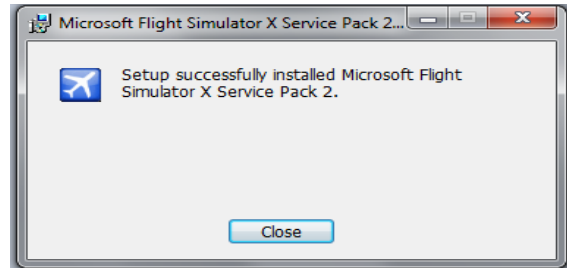 Microsoft Flight Simulator X Service Pack 2...
Setup successfully installed Microsoft Flight
Simulator X Service Pack 2.
Close